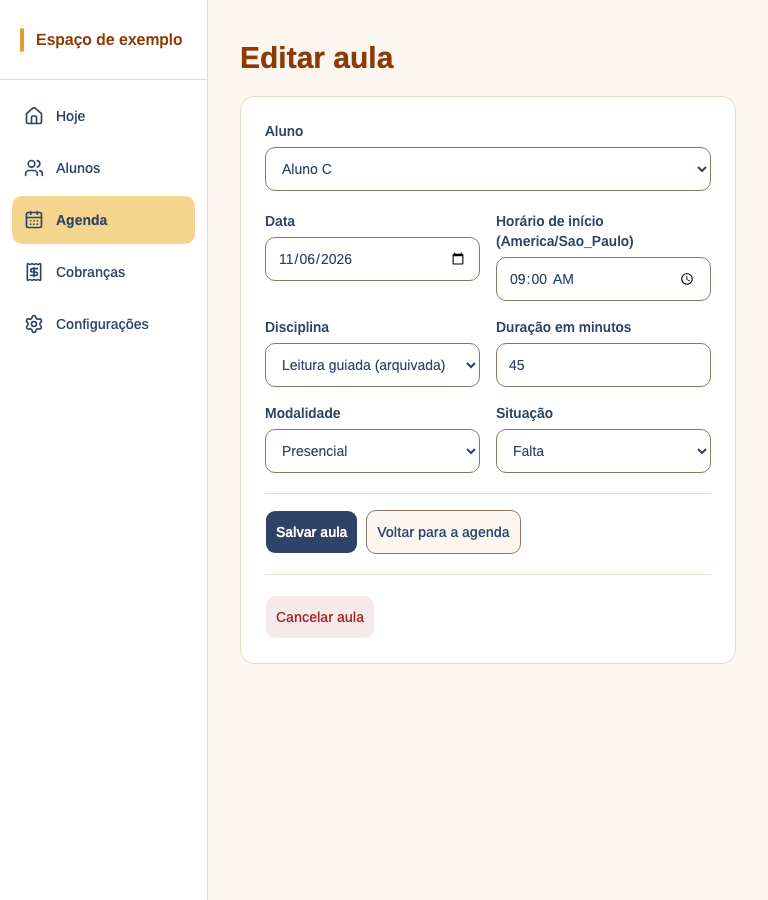 Espaço de exemplo
Hoje
Alunos
Agenda
Cobranças
Configurações
Editar aula
Aluno
Aluno C
Data
11/06/2026
Horário de início
(America/Sao_Paulo)
09:00 AM
Disciplina
Leitura guiada (arquivada)
Duração em minutos
45
Modalidade
Presencial
Situação
Falta
Salvar aula
Voltar para a agenda
Cancelar aula